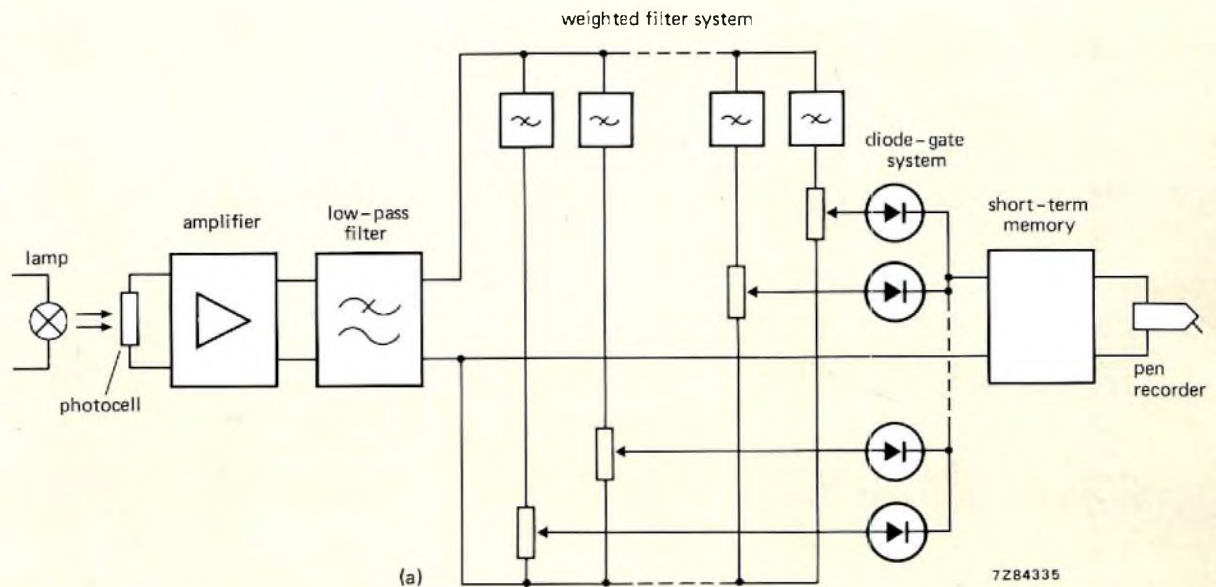 weighted filter system
diode-gate
system
short-term
memory
low-pass
filter
amplifier
lamp
photocell
pen
recorder
(a)
7Z84335